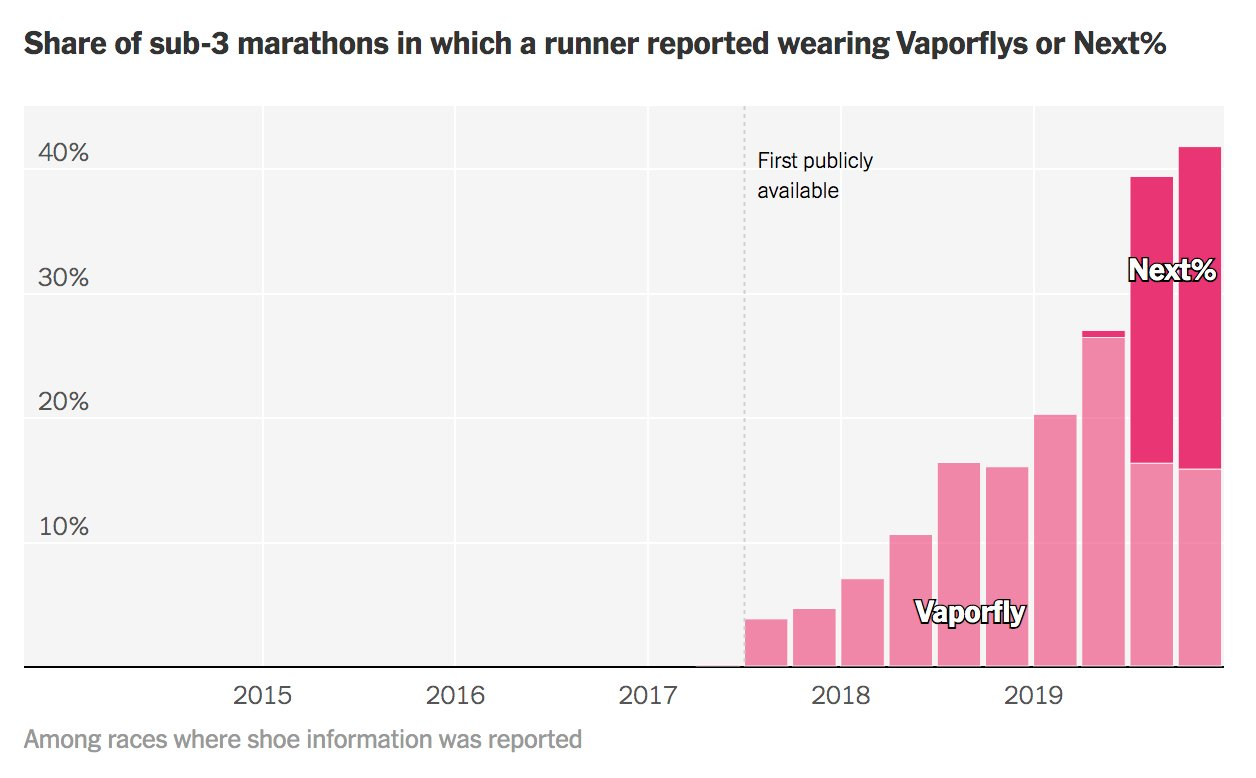 Share of sub-3 marathons in which a runner reported wearing Vaporflys or Next%
40%
First publicly
available
30%
Next%
20%
10%
Vaporfly
2015 2016 2017 2018 2019
Among races where shoe information was reported